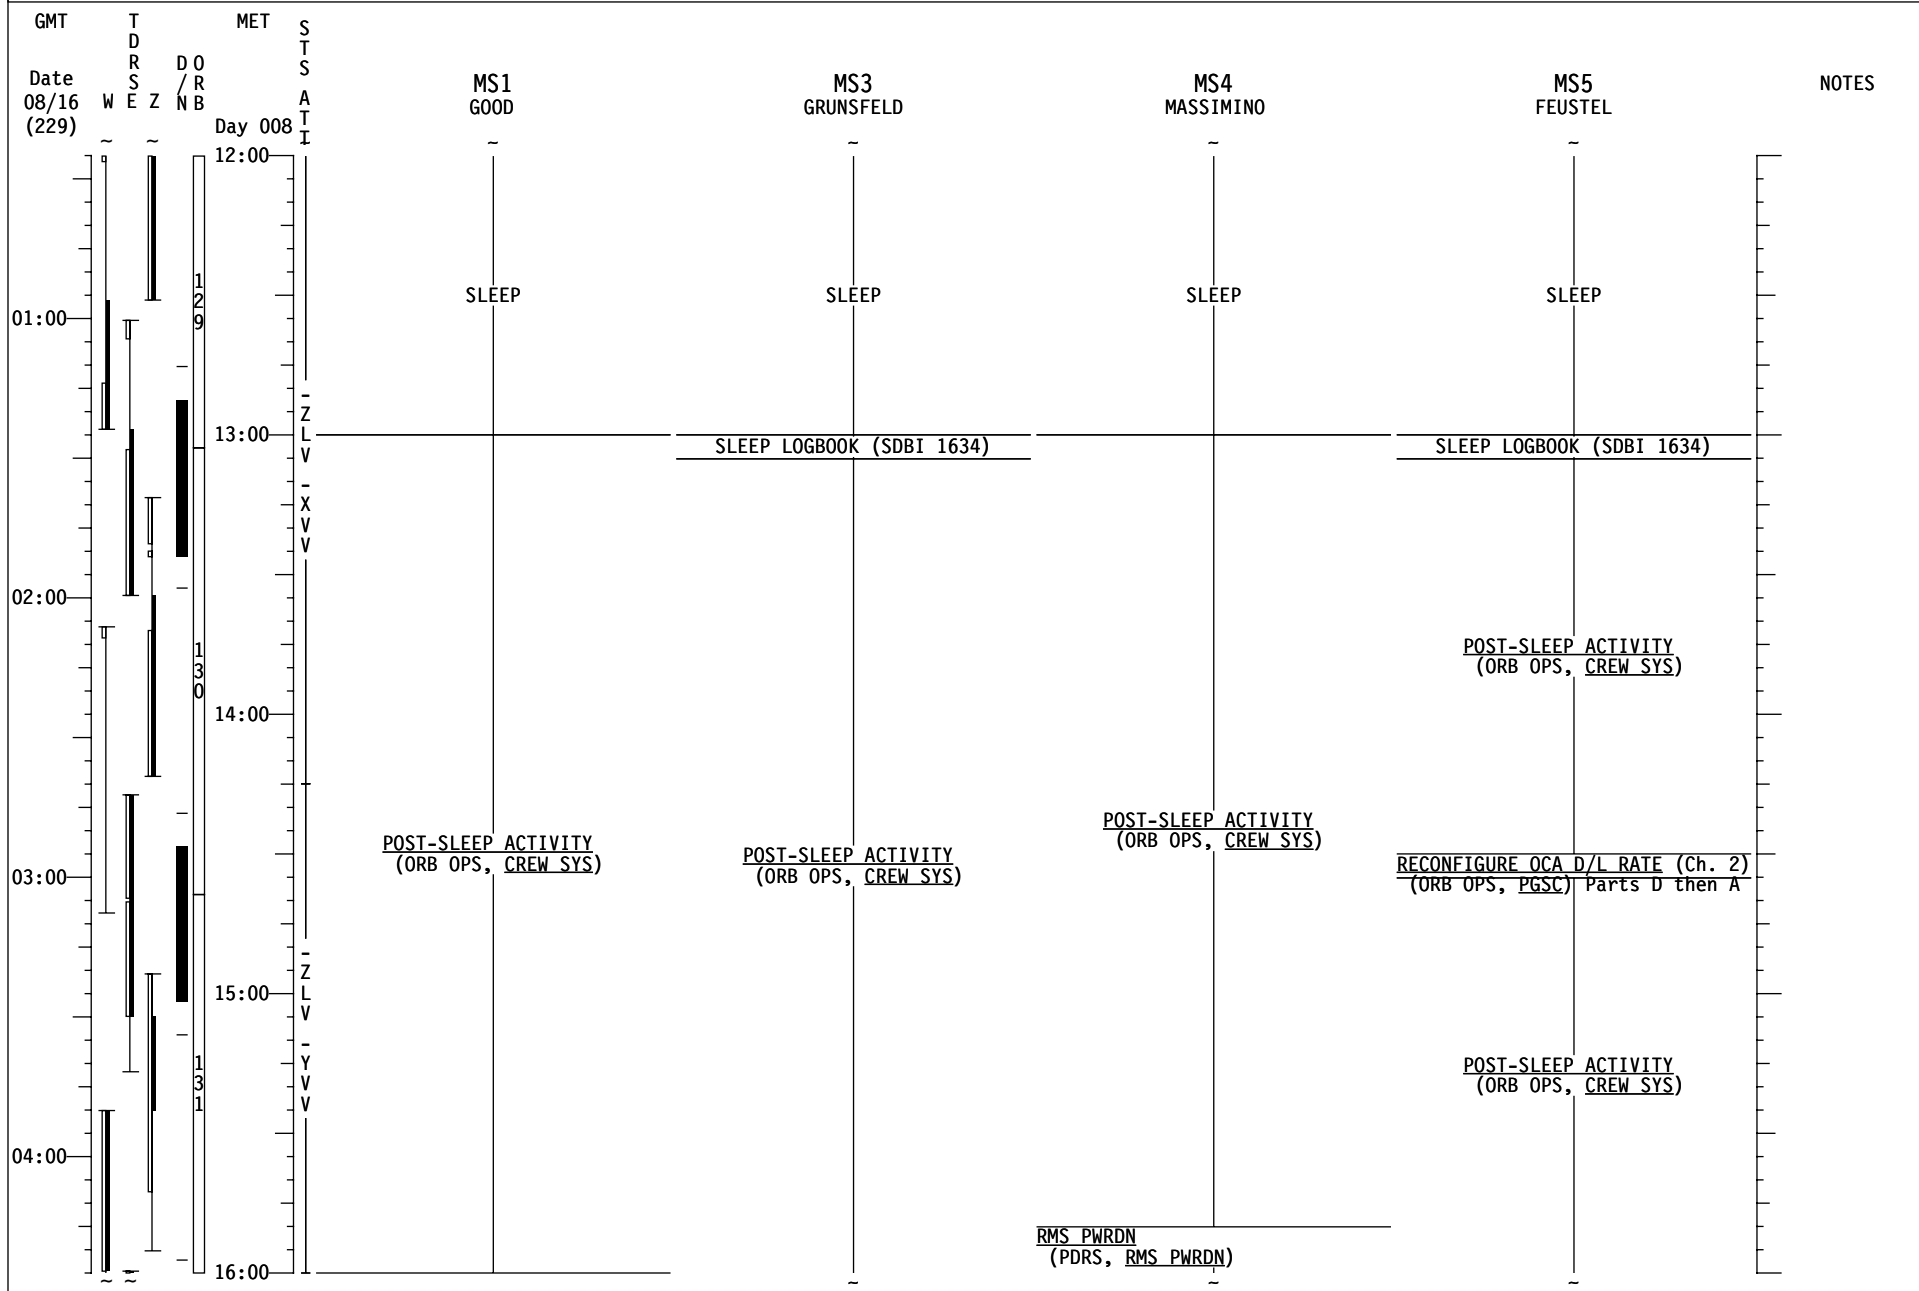 GMT
TDRS
MET
STS ATT
Date
08/16
(229)
W E Z
D/N
ORB
Day 008
MS1
GOOD
MS3
GRUNSFELD
MS4
MASSIMINO
MS5
FEUSTEL
NOTES
~ ~ ~ ~ ~ ~
12:00
129
SLEEP SLEEP SLEEP SLEEP
01:00
-ZLV -XVV
13:00
SLEEP LOGBOOK (SDBI 1634) SLEEP LOGBOOK (SDBI 1634)
02:00
130
POST-SLEEP ACTIVITY
(ORB OPS, CREW SYS)
14:00
POST-SLEEP ACTIVITY
(ORB OPS, CREW SYS)
POST-SLEEP ACTIVITY
(ORB OPS, CREW SYS)
POST-SLEEP ACTIVITY
(ORB OPS, CREW SYS)
RECONFIGURE OCA D/L RATE (Ch. 2)
(ORB OPS, PGSC) Parts D then A
03:00
-ZLV -YVV
15:00
131
POST-SLEEP ACTIVITY
(ORB OPS, CREW SYS)
04:00
RMS PWRDN
(PDRS, RMS PWRDN)
16:00
~ ~ ~ ~ ~